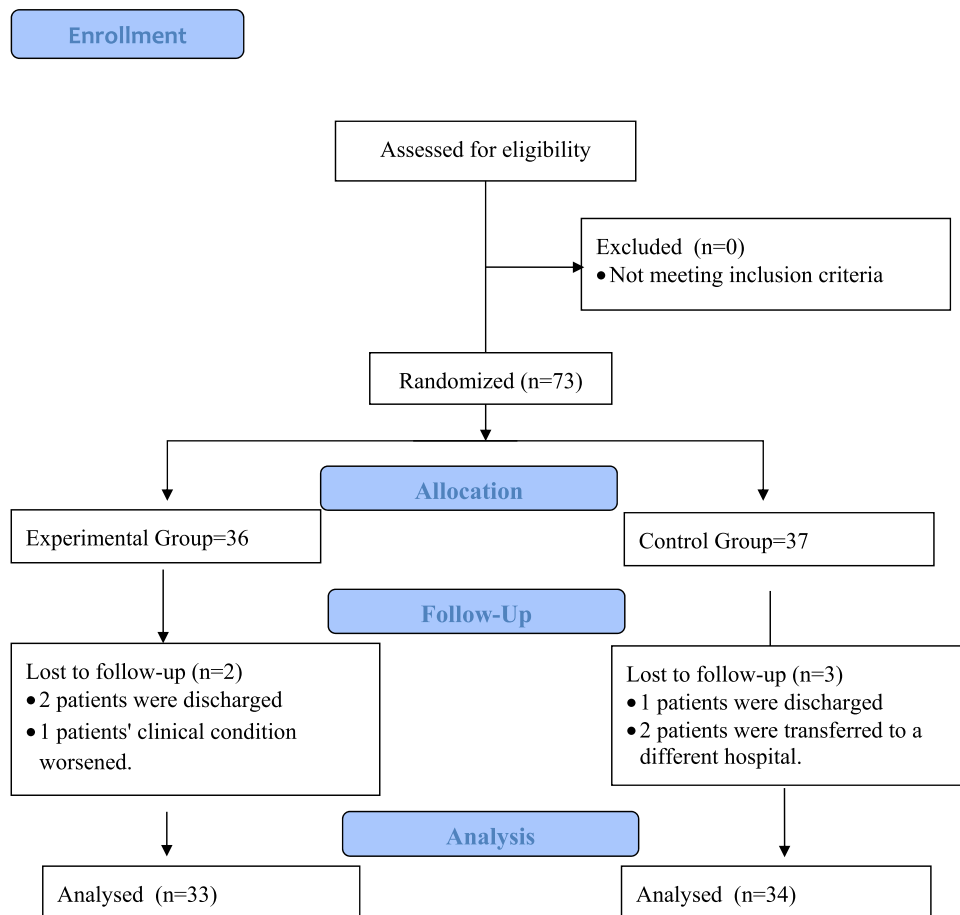 Enrollment
Assessed for eligibility
Excluded (n=0)
•Not meeting inclusion criteria
Randomized (n=73)
Allocation
Experimental Group=36
Control Group=37
Follow-Up
Lost to follow-up (n=2)
•2 patients were discharged
•1 patients' clinical condition
worsened.
Lost to follow-up (n=3)
•1 patients were discharged
•2 patients were transferred to a
different hospital.
Analysis
Analysed (n=33)
Analysed (n=34)